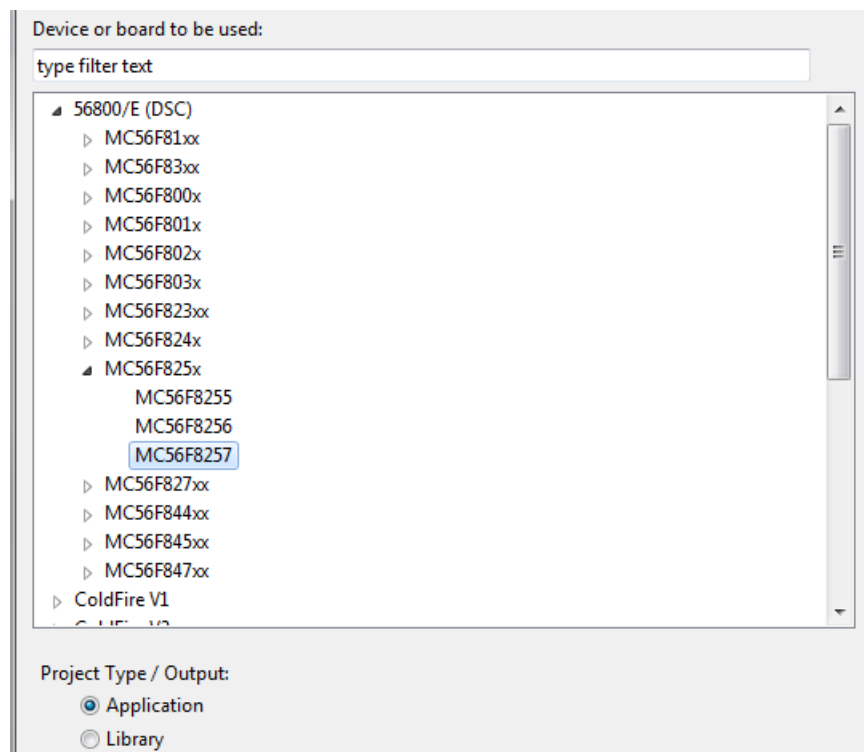 Device or board to be used:
type filter text
56800/E (DSC)
MC56F81xx
MC56F83xx
MC56F800x
MC56F801x
MC56F802x
MC56F803x
MC56F823xx
MC56F824x
MC56F825x
MC56F8255
MC56F8256
MC56F8257
MC56F827xx
MC56F844xx
MC56F845xx
MC56F847xx
ColdFire V1
Project Type / Output:
Application
Library